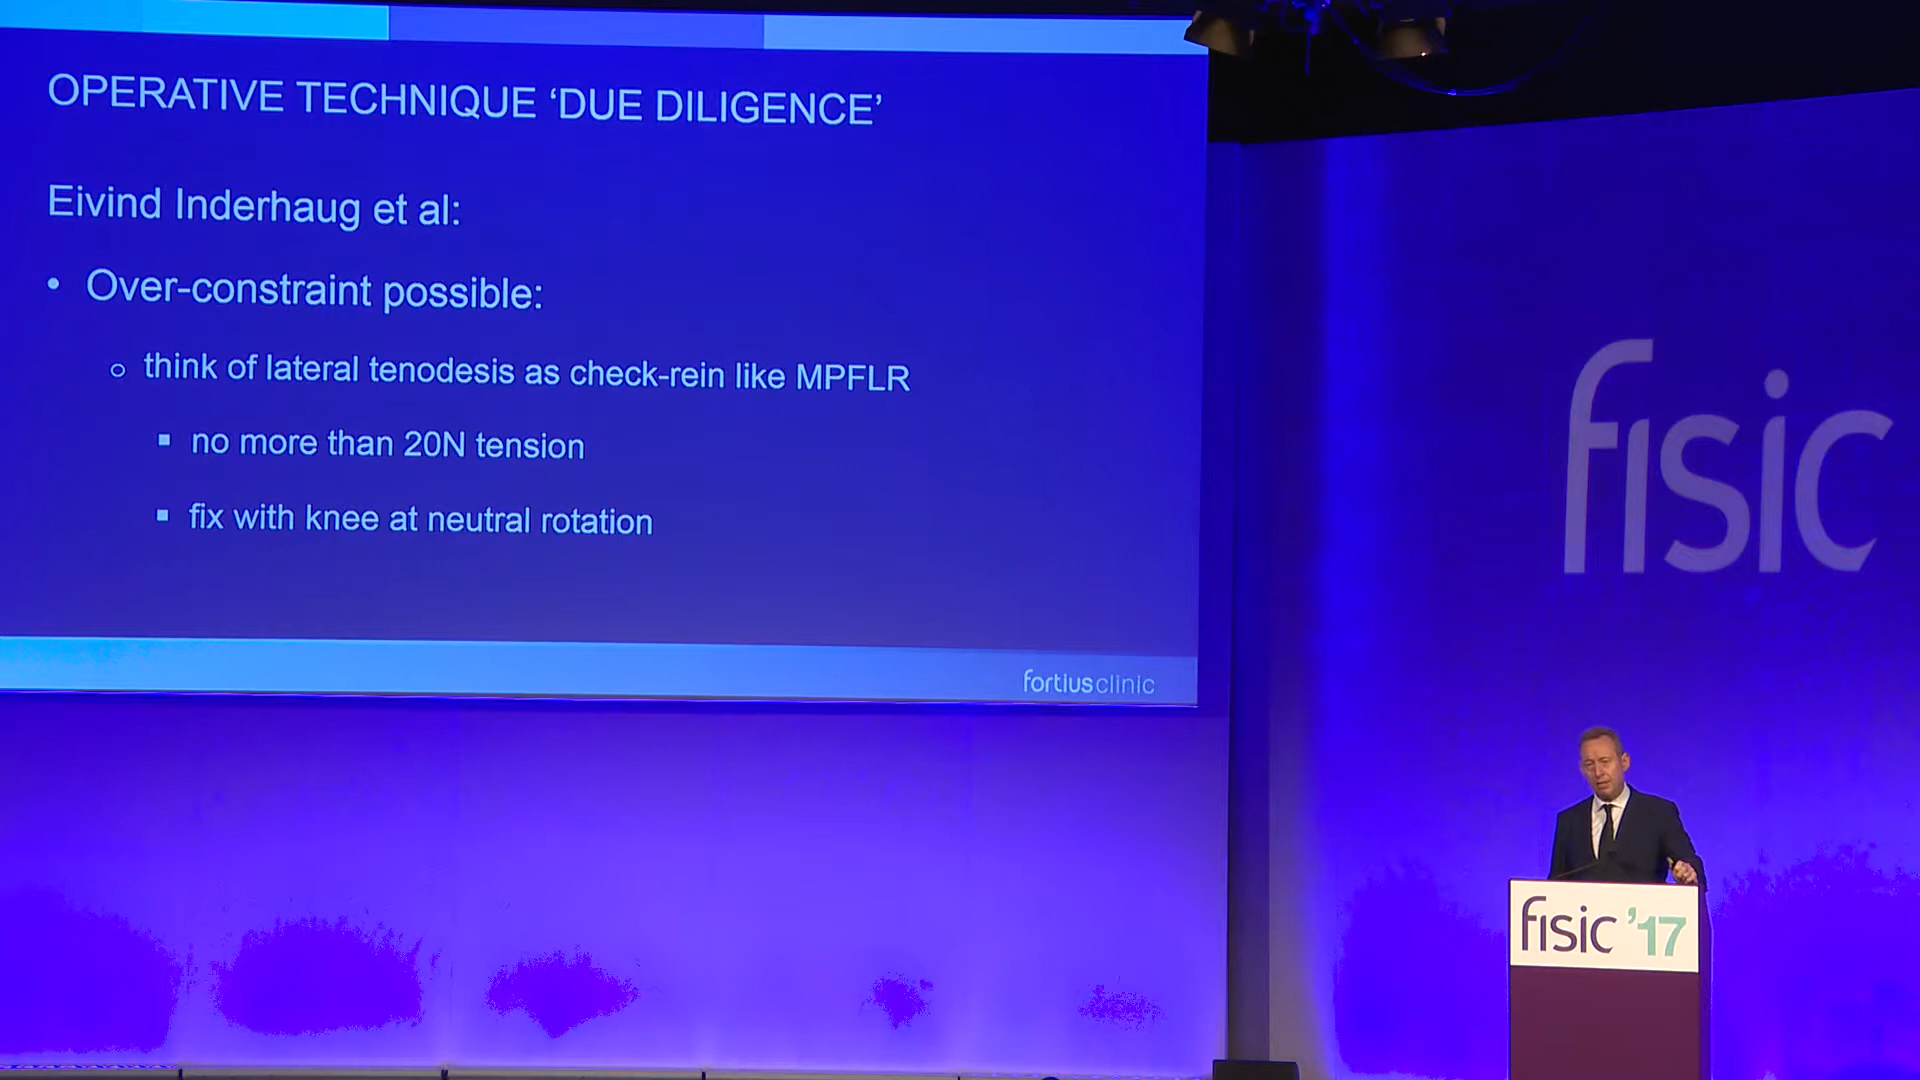 OPERATIVE TECHNIQUE ‘DUE DILIGENCE’
Eivind Inderhaug et al:
• Over-constraint possible:
○ think of lateral tenodesis as check-rein like MPFLR
▪ no more than 20N tension
▪ fix with knee at neutral rotation
fortiusclinic
fisic
fisic '17